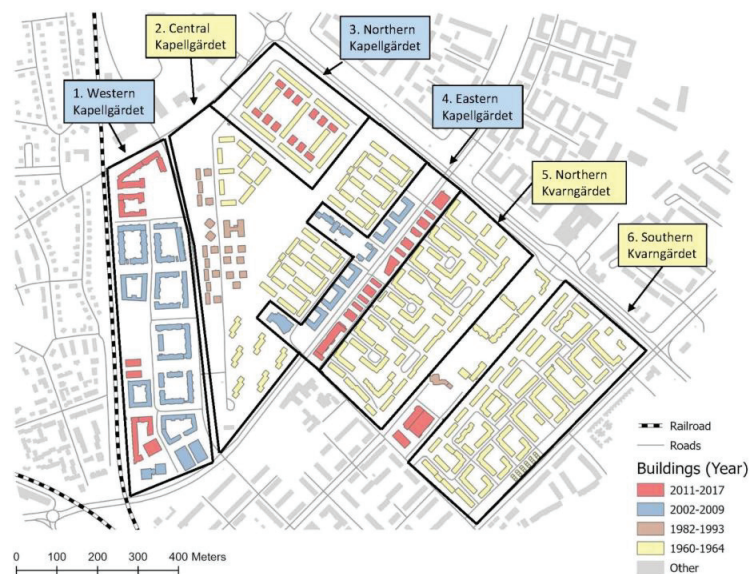 2. Central
Kapellgärdet
3. Northern
Kapellgärdet
1. Western
Kapellgärdet
4. Eastern
Kapellgärdet
5. Northern
Kvarngärdet
6. Southern
Kvarngärdet
Railroad
Roads
Buildings (Year)
2011-2017
2002-2009
1982-1993
1960-1964
Other
0 100 200 300 400 Meters